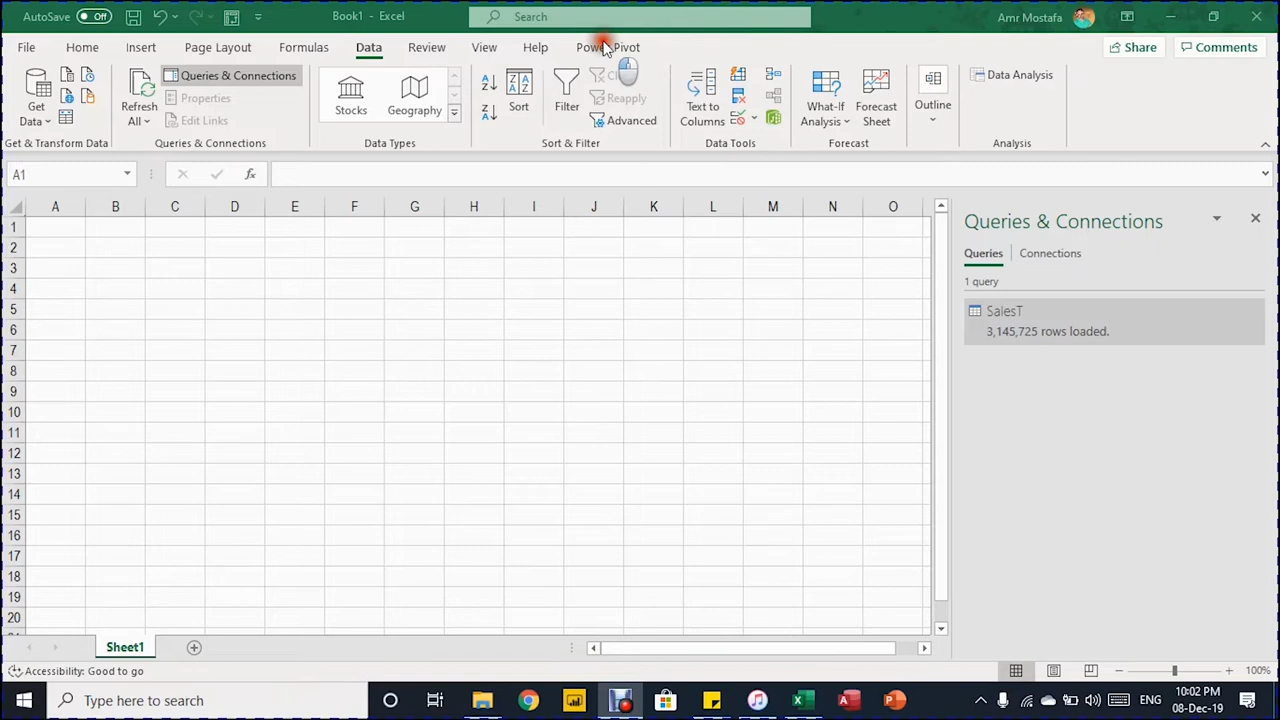 AutoSave Off Book1 - Excel Search Amr Mostafa
File Home Insert Page Layout Formulas Data Review View Help Power Pivot Share Comments
Get Data
Refresh All
Queries & Connections
Properties
Edit Links
Stocks Geography
Sort Filter
Reapply
Advanced
Text to Columns
What-If Analysis
Forecast Sheet
Outline
Data Analysis
Get & Transform Data Queries & Connections Data Types Sort & Filter Data Tools Forecast Analysis
A1 fx
A B C D E F G H I J K L M N O
1
2
3
4
5
6
7
8
9
10
11
12
13
14
15
16
17
18
19
20
Queries & Connections
Queries Connections
1 query
SalesT
3,145,725 rows loaded.
Sheet1
Accessibility: Good to go 100%
Type here to search ENG 10:02 PM
08-Dec-19